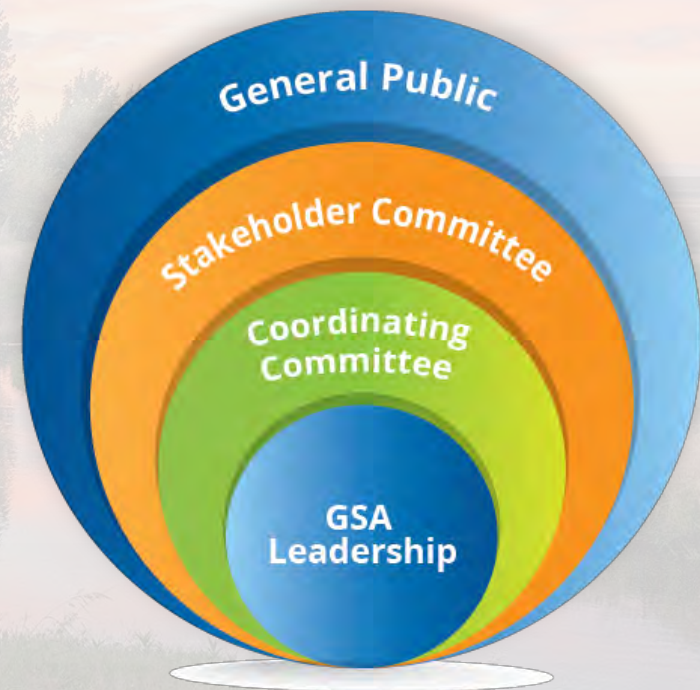 General Public
Stakeholder Committee
Coordinating
Committee
GSA
Leadership